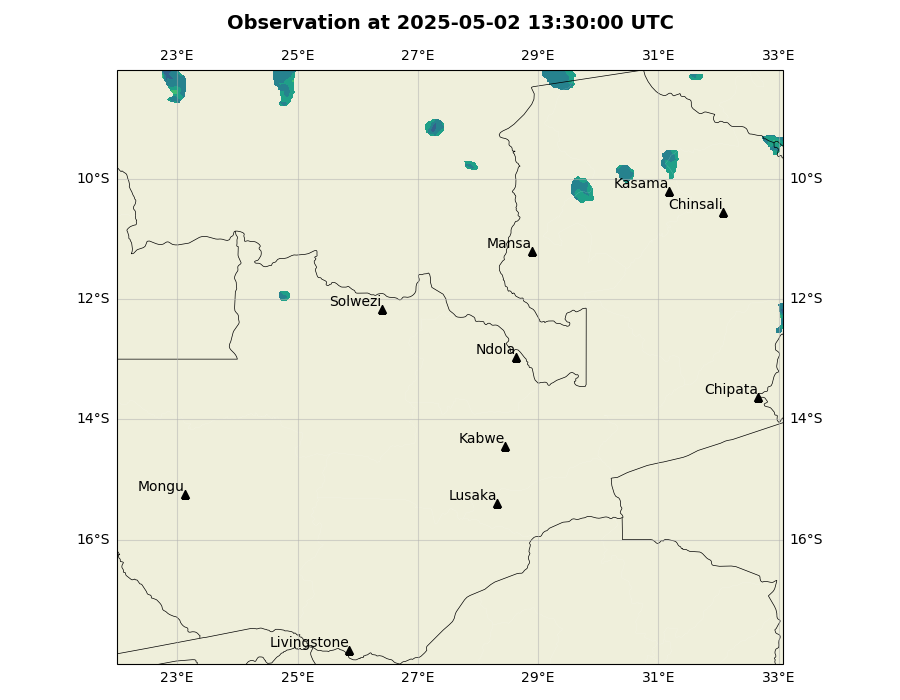 Observation at 2025-05-02 13:30:00 UTC
23°E 25°E 27°E 29°E 31°E 33°E
10°S 10°S
Kasama
Chinsali
Mansa
12°S 12°S
Solwezi
Ndola
Chipata
14°S 14°S
Kabwe
Mongu
Lusaka
16°S 16°S
Livingstone
23°E 25°E 27°E 29°E 31°E 33°E